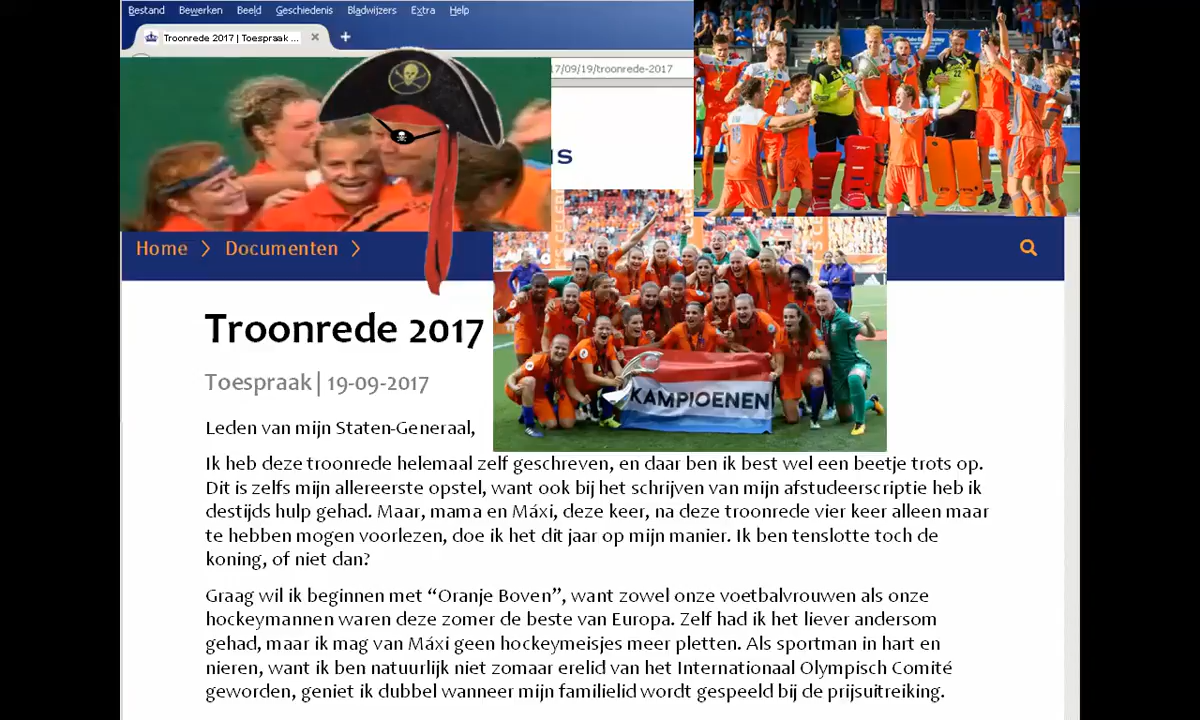 Bestand Bewerken Beeld Geschiedenis Bladwijzers Extra Help
Troonrede 2017 | Toespraak ... × +
7/09/19/troonrede-2017
us
Home > Documenten >
KAMPIOENEN
Troonrede 2017
Toespraak | 19-09-2017
Leden van mijn Staten-Generaal,
Ik heb deze troonrede helemaal zelf geschreven, en daar ben ik best wel een beetje trots op.
Dit is zelfs mijn allereerste opstel, want ook bij het schrijven van mijn afstudeerscriptie heb ik
destijds hulp gehad. Maar, mama en Máxi, deze keer, na deze troonrede vier keer alleen maar
te hebben mogen voorlezen, doe ik het dit jaar op mijn manier. Ik ben tenslotte toch de
koning, of niet dan?
Graag wil ik beginnen met “Oranje Boven”, want zowel onze voetbalvrouwen als onze
hockeymannen waren deze zomer de beste van Europa. Zelf had ik het liever andersom
gehad, maar ik mag van Máxi geen hockeymeisjes meer pletten. Als sportman in hart en
nieren, want ik ben natuurlijk niet zomaar erelid van het Internationaal Olympisch Comité
geworden, geniet ik dubbel wanneer mijn familielid wordt gespeeld bij de prijsuitreiking.